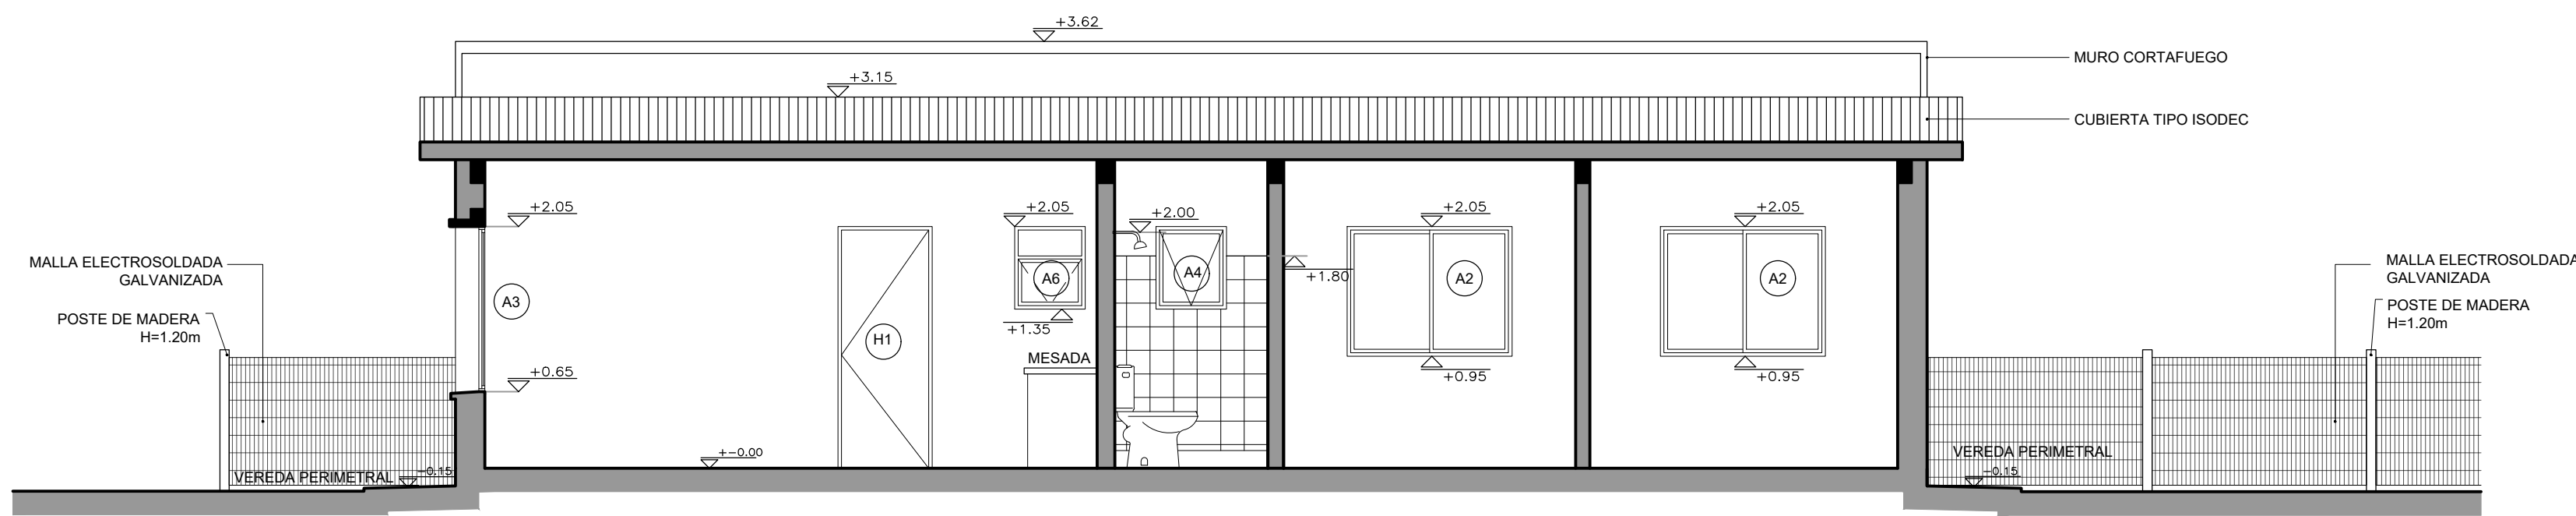 +3.62
MURO CORTAFUEGO
+3.15
CUBIERTA TIPO ISODEC
+2.05
+2.05
+2.00
+2.05
+2.05
MALLA ELECTROSOLDADA
GALVANIZADA
A3
A6
A4
+1.80
A2
A2
MALLA ELECTROSOLDADA
GALVANIZADA
POSTE DE MADERA
H=1.20m
H1
+1.35
POSTE DE MADERA
H=1.20m
MESADA
+0.65
+0.95
+0.95
+-0.00
VEREDA PERIMETRAL
-0.15
VEREDA PERIMETRAL
-0.15